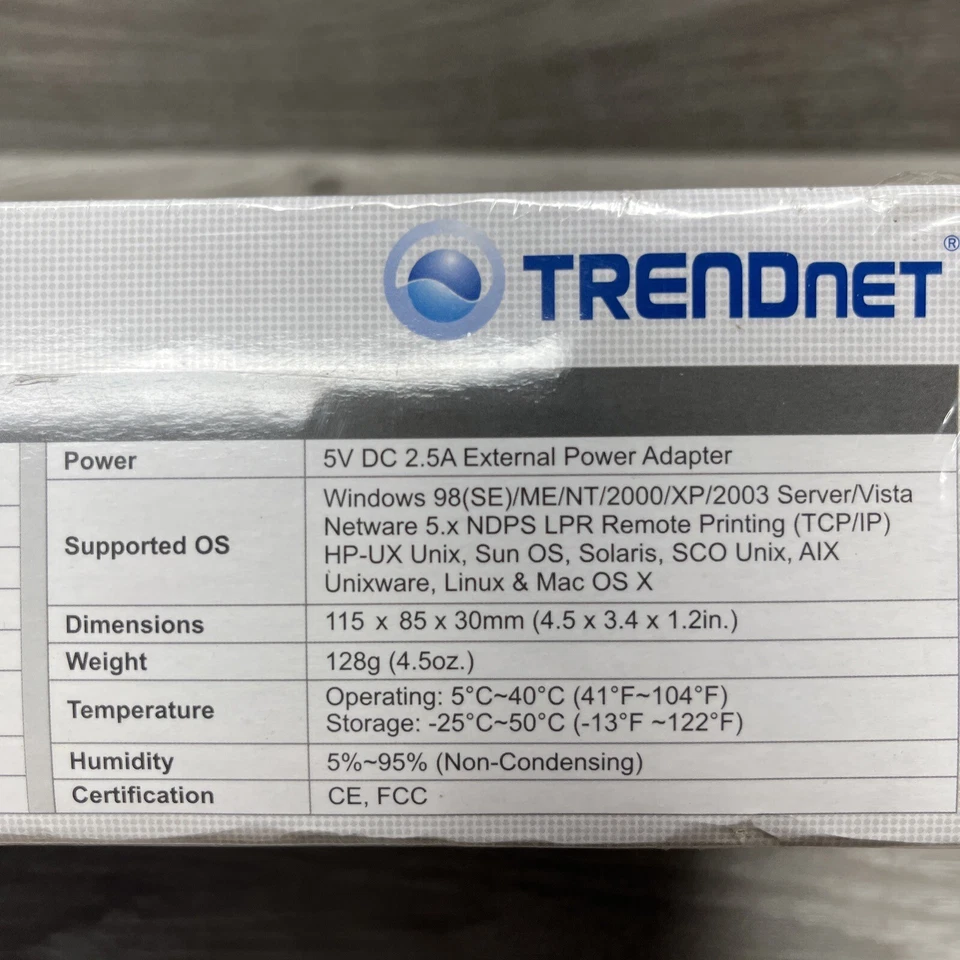 TRENDNET®
Power
5V DC 2.5A External Power Adapter
Supported OS
Windows 98(SE)/ME/NT/2000/XP/2003 Server/Vista
Netware 5.x NDPS LPR Remote Printing (TCP/IP)
HP-UX Unix, Sun OS, Solaris, SCO Unix, AIX
Unixware, Linux & Mac OS X
Dimensions
115 x 85 x 30mm (4.5 x 3.4 x 1.2in.)
Weight
128g (4.5oz.)
Temperature
Operating: 5°C~40°C (41°F~104°F)
Storage: -25°C~50°C (-13°F ~122°F)
Humidity
5%~95% (Non-Condensing)
Certification
CE, FCC